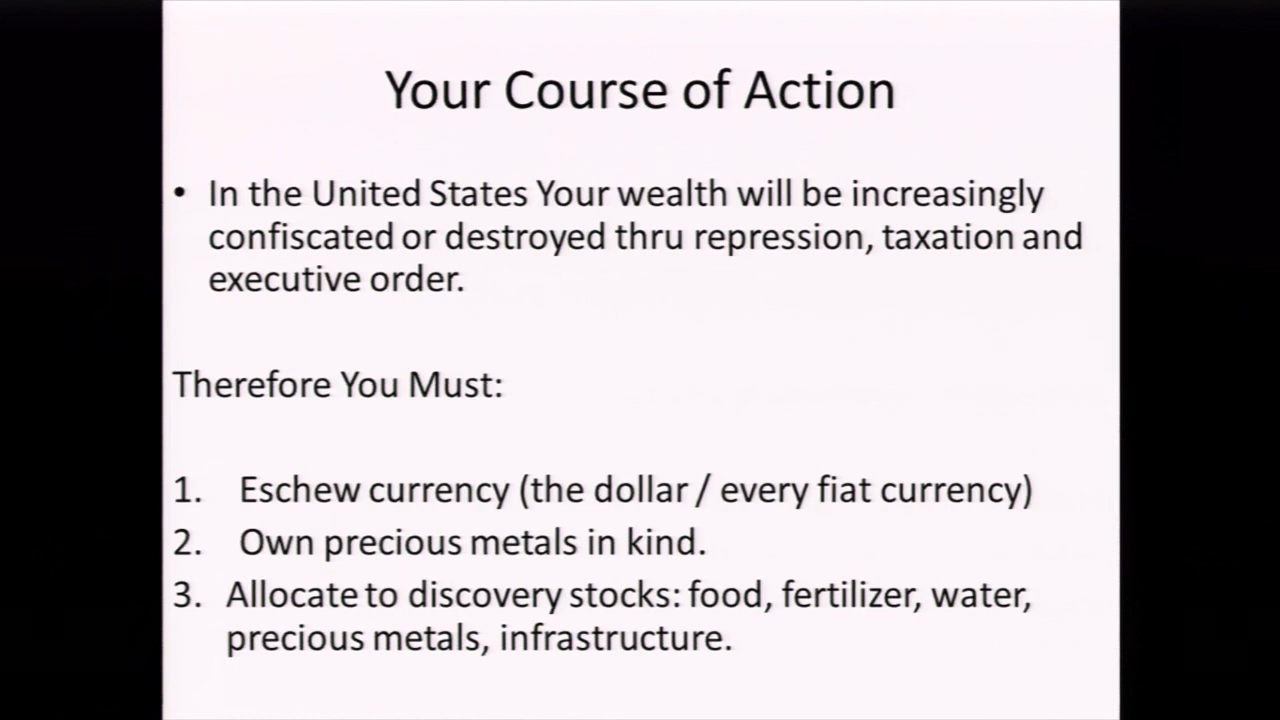 Your Course of Action
• In the United States Your wealth will be increasingly
confiscated or destroyed thru repression, taxation and
executive order.
Therefore You Must:
1. Eschew currency (the dollar / every fiat currency)
2. Own precious metals in kind.
3. Allocate to discovery stocks: food, fertilizer, water,
precious metals, infrastructure.